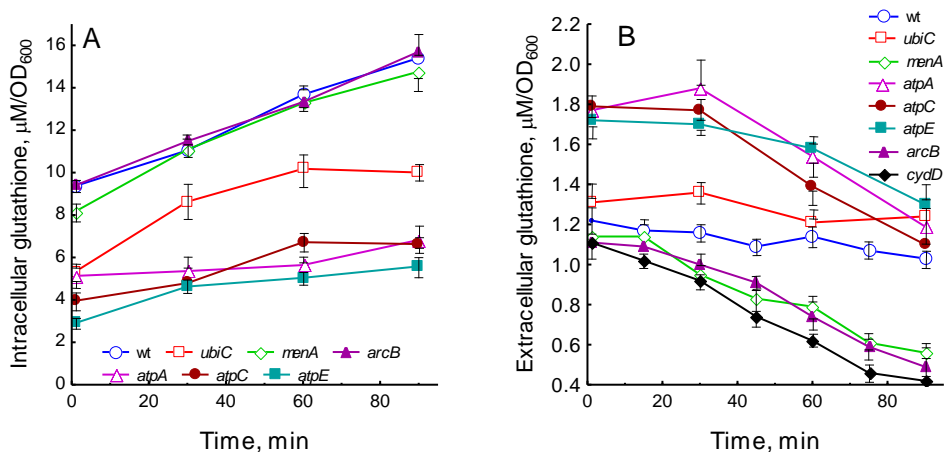 A
Intracellular glutathione, µM/OD600
16
14
12
10
8
6
4
2
0
wt ubiC menA arcB
atpA atpC atpE
0 20 40 60 80
Time, min
B
Extracellular glutathione, µM/OD600
2.2
2.0
1.8
1.6
1.4
1.2
1.0
0.8
0.6
0.4
wt
ubiC
menA
atpA
atpC
atpE
arcB
cydD
0 20 40 60 80
Time, min